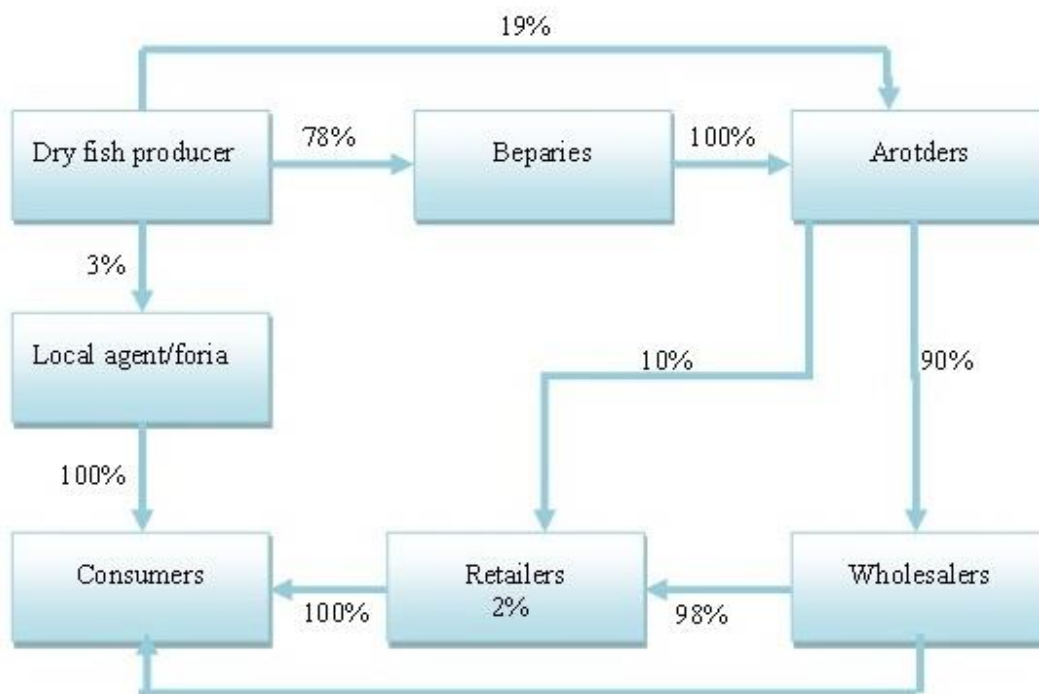 19%
Dry fish producer
78%
Beparies
100%
Arotders
3%
Local agent/foria
10%
90%
100%
Consumers
100%
Retailers
2%
98%
Wholesalers